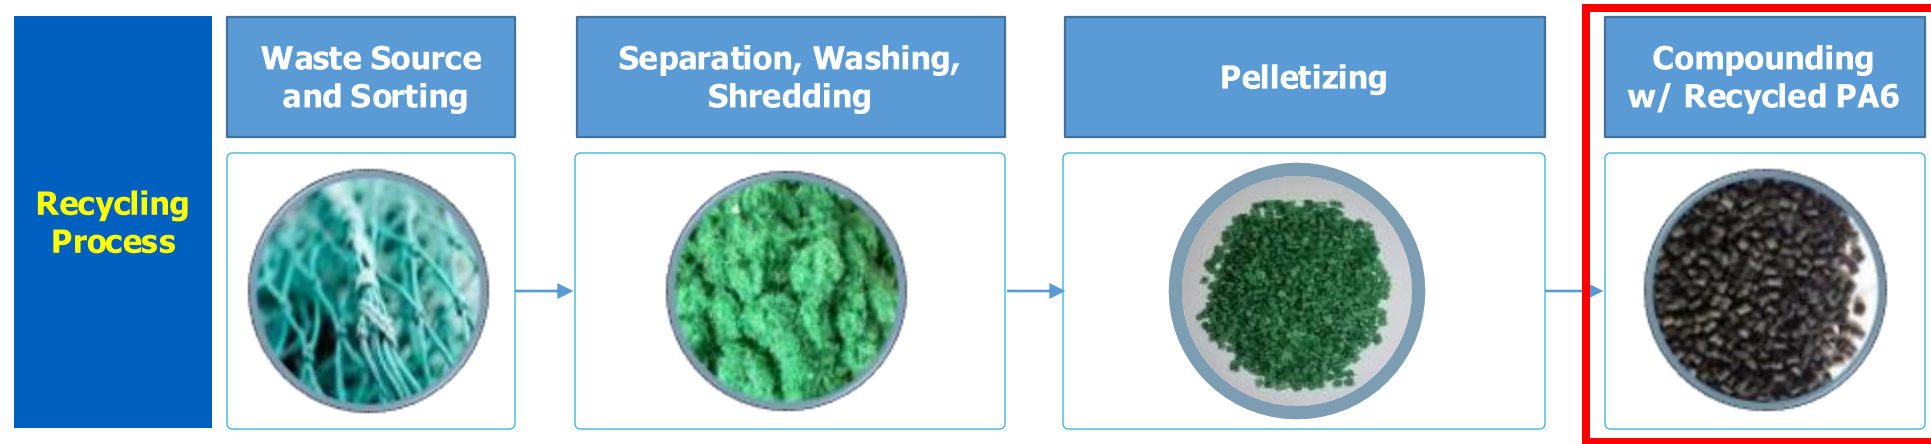 Recycling
Process
Waste Source
and Sorting
Separation, Washing,
Shredding
Pelletizing
Compounding
w/ Recycled PA6